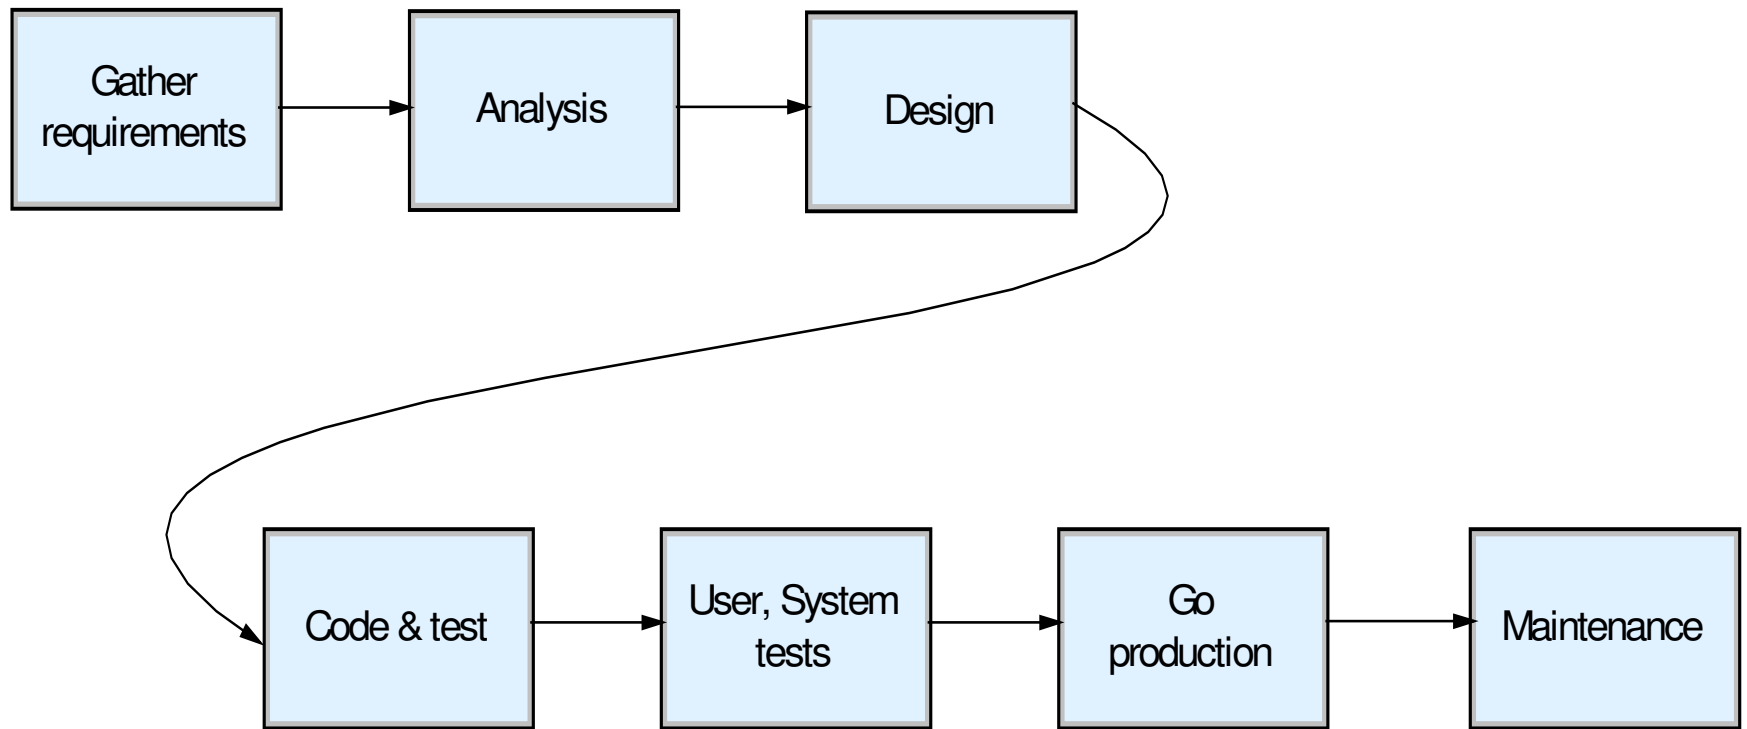 Gather
requirements
Analysis
Design
Code & test
User, System
tests
Go
production
Maintenance